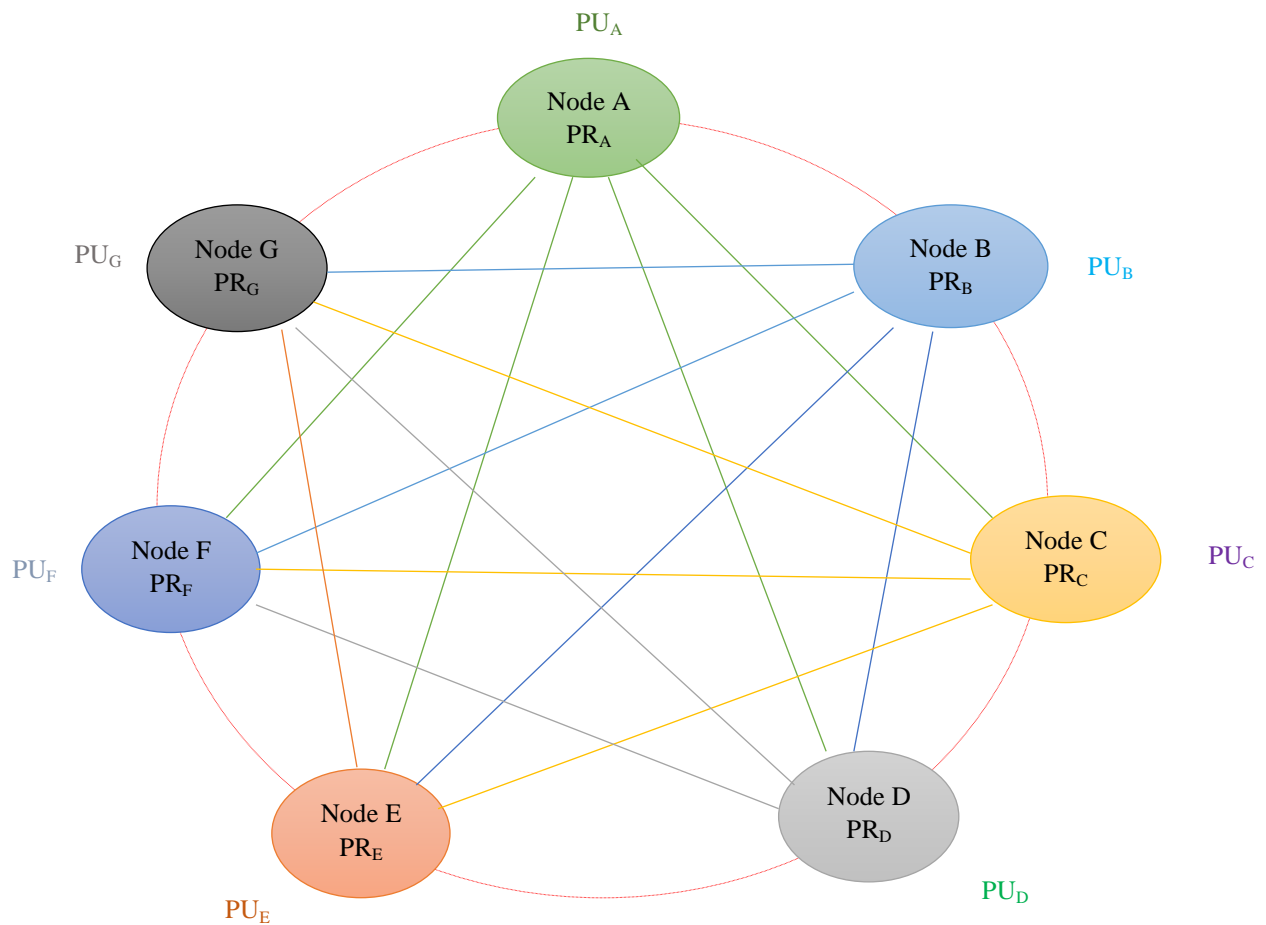 PU_A
Node A
PR_A
Node G
PR_G
PU_G
Node B
PR_B
PU_B
Node F
PR_F
PU_F
Node C
PR_C
PU_C
Node E
PR_E
PU_E
Node D
PR_D
PU_D